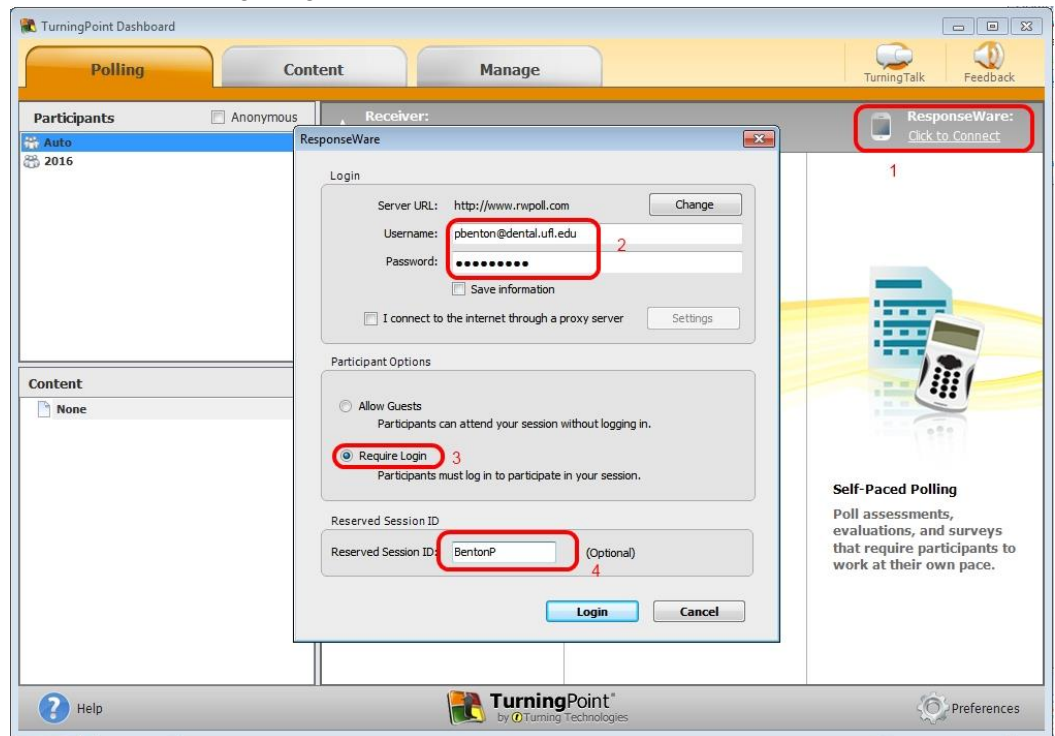 TurningPoint Dashboard
Polling
Content
Manage
TurningTalk
Feedback
Participants
Anonymous
Receiver:
ResponseWare:
Click to Connect
1
Auto
2016
ResponseWare
Login
Server URL: http://www.rwpoll.com
Change
Username: pbenton@dental.ufl.edu
2
Password: ●●●●●●●●●
Save information
I connect to the internet through a proxy server
Settings
Participant Options
Allow Guests
Participants can attend your session without logging in.
Require Login 3
Participants must log in to participate in your session.
Reserved Session ID
Reserved Session ID: BentonP (Optional)
4
Login
Cancel
Content
None
Self-Paced Polling
Poll assessments,
evaluations, and surveys
that require participants to
work at their own pace.
? Help
TurningPoint
by Turning Technologies
Preferences